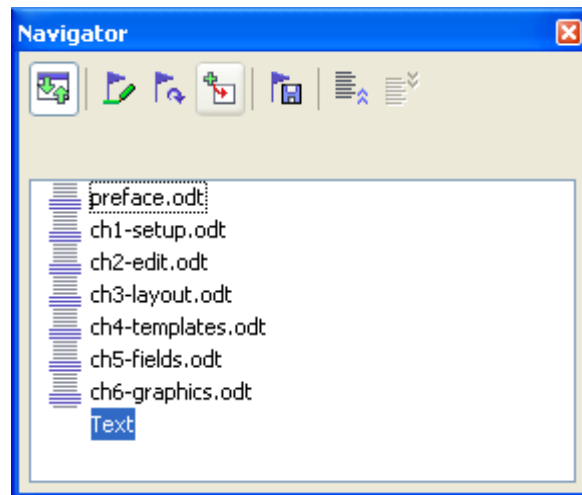 Navigator
preface.odt
ch1-setup.odt
ch2-edit.odt
ch3-layout.odt
ch4-templates.odt
ch5-fields.odt
ch6-graphics.odt
Text